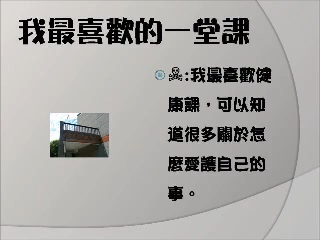 我最喜歡的一堂課
☠:我最喜歡健
康課，可以知
道很多關於怎
麼愛護自己的
事。